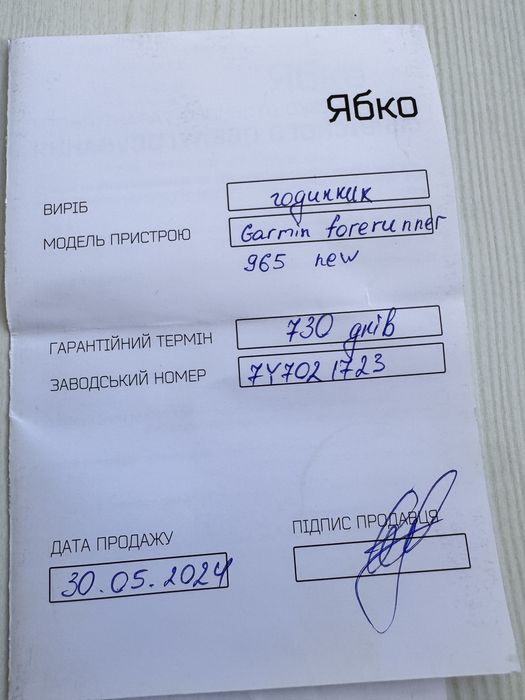 Ябко
ВИРІБ годинник
МОДЕЛЬ ПРИСТРОЮ Garmin forerunner
965 new
ГАРАНТІЙНИЙ ТЕРМІН 730 днів
ЗАВОДСЬКИЙ НОМЕР 7Y7021723
ДАТА ПРОДАЖУ
30.05.2024
ПІДПИС ПРОДАВЦЯ